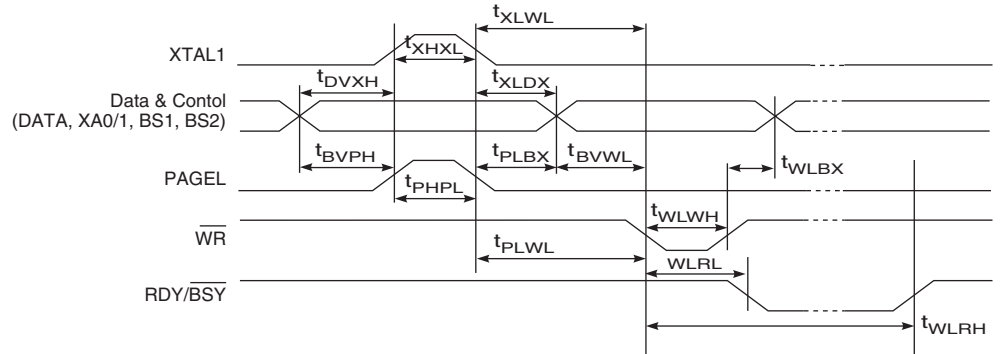 tXLWL
XTAL1
tXHXL
tDVXH
tXLDX
Data & Contol
(DATA, XA0/1, BS1, BS2)
tBVPH
tPLBX
tBVWL
tWLBX
PAGEL
tPHPL
WR
tWLWH
tPLWL
WLRL
RDY/BSY
tWLRH